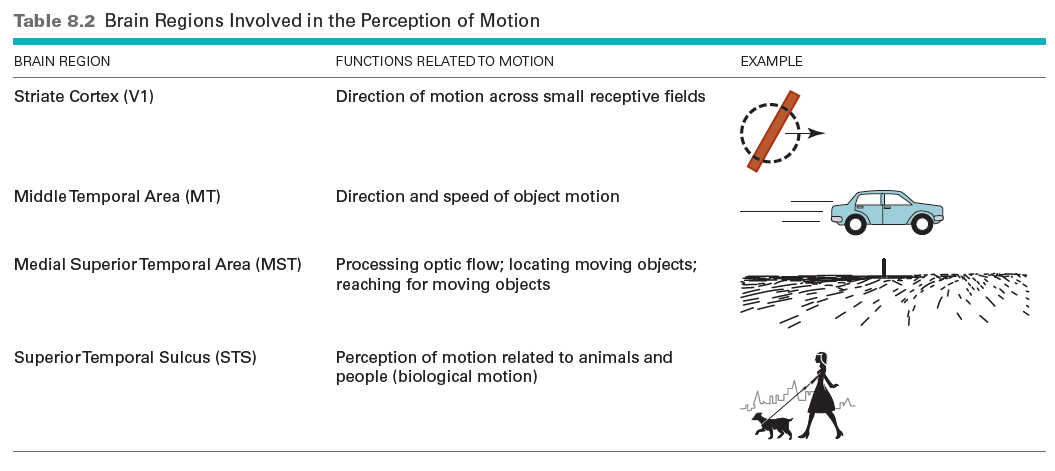 Table 8.2 Brain Regions Involved in the Perception of Motion
BRAIN REGION FUNCTIONS RELATED TO MOTION EXAMPLE
Striate Cortex (V1) Direction of motion across small receptive fields
Middle Temporal Area (MT) Direction and speed of object motion
Medial Superior Temporal Area (MST) Processing optic flow; locating moving objects;
reaching for moving objects
Superior Temporal Sulcus (STS) Perception of motion related to animals and
people (biological motion)